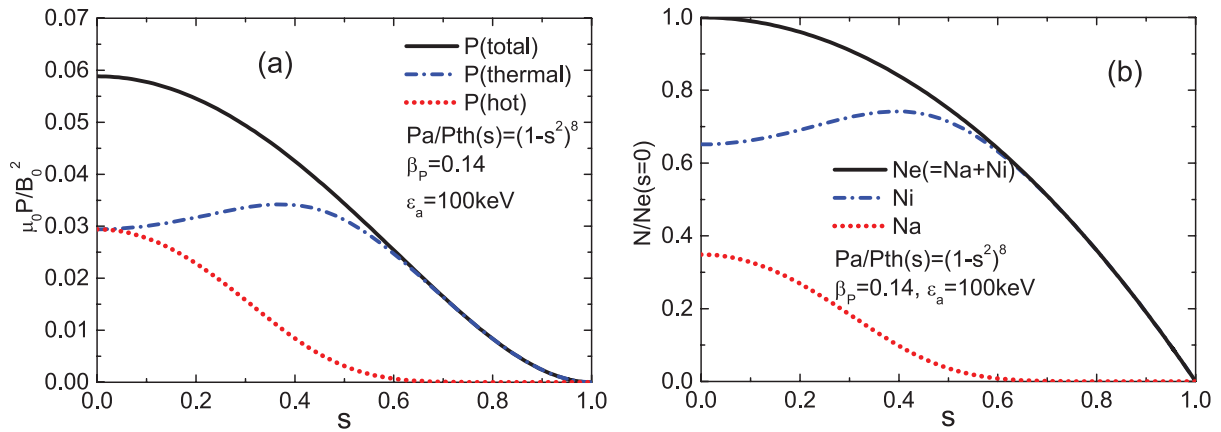 0.07
0.06
0.05
0.04
0.03
0.02
0.01
0.00
μ₀P/B₀²
(a)
P(total)
P(thermal)
P(hot)
Pa/Pth(s)=(1-s²)⁸
βₚ=0.14
εₐ=100keV
0.0 0.2 0.4 0.6 0.8 1.0
s
1.0
0.8
0.6
0.4
0.2
0.0
N/Ne(s=0)
(b)
Ne(=Na+Ni)
Ni
Na
Pa/Pth(s)=(1-s²)⁸
βₚ=0.14, εₐ=100keV
0.0 0.2 0.4 0.6 0.8 1.0
s